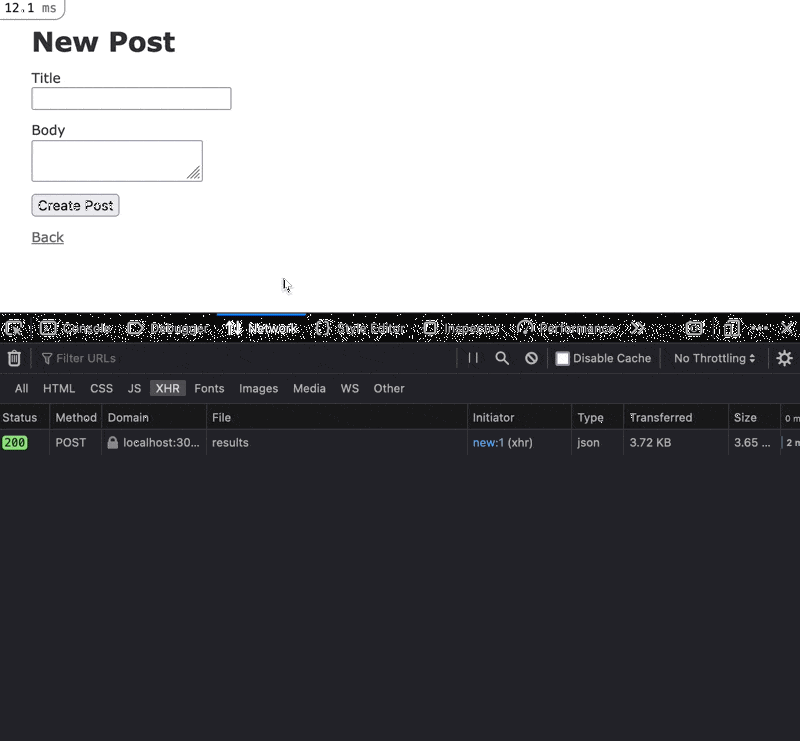 12.1 ms
New Post
Title
Body
Create Post
Back
Console Debugger Network Style Editor Inspector Performance
Filter URLs Disable Cache No Throttling
All HTML CSS JS XHR Fonts Images Media WS Other
Status Method Domain File Initiator Type Transferred Size 0 m
200 POST localhost:30... results new:1 (xhr) json 3.72 KB 3.65 ... 2 m